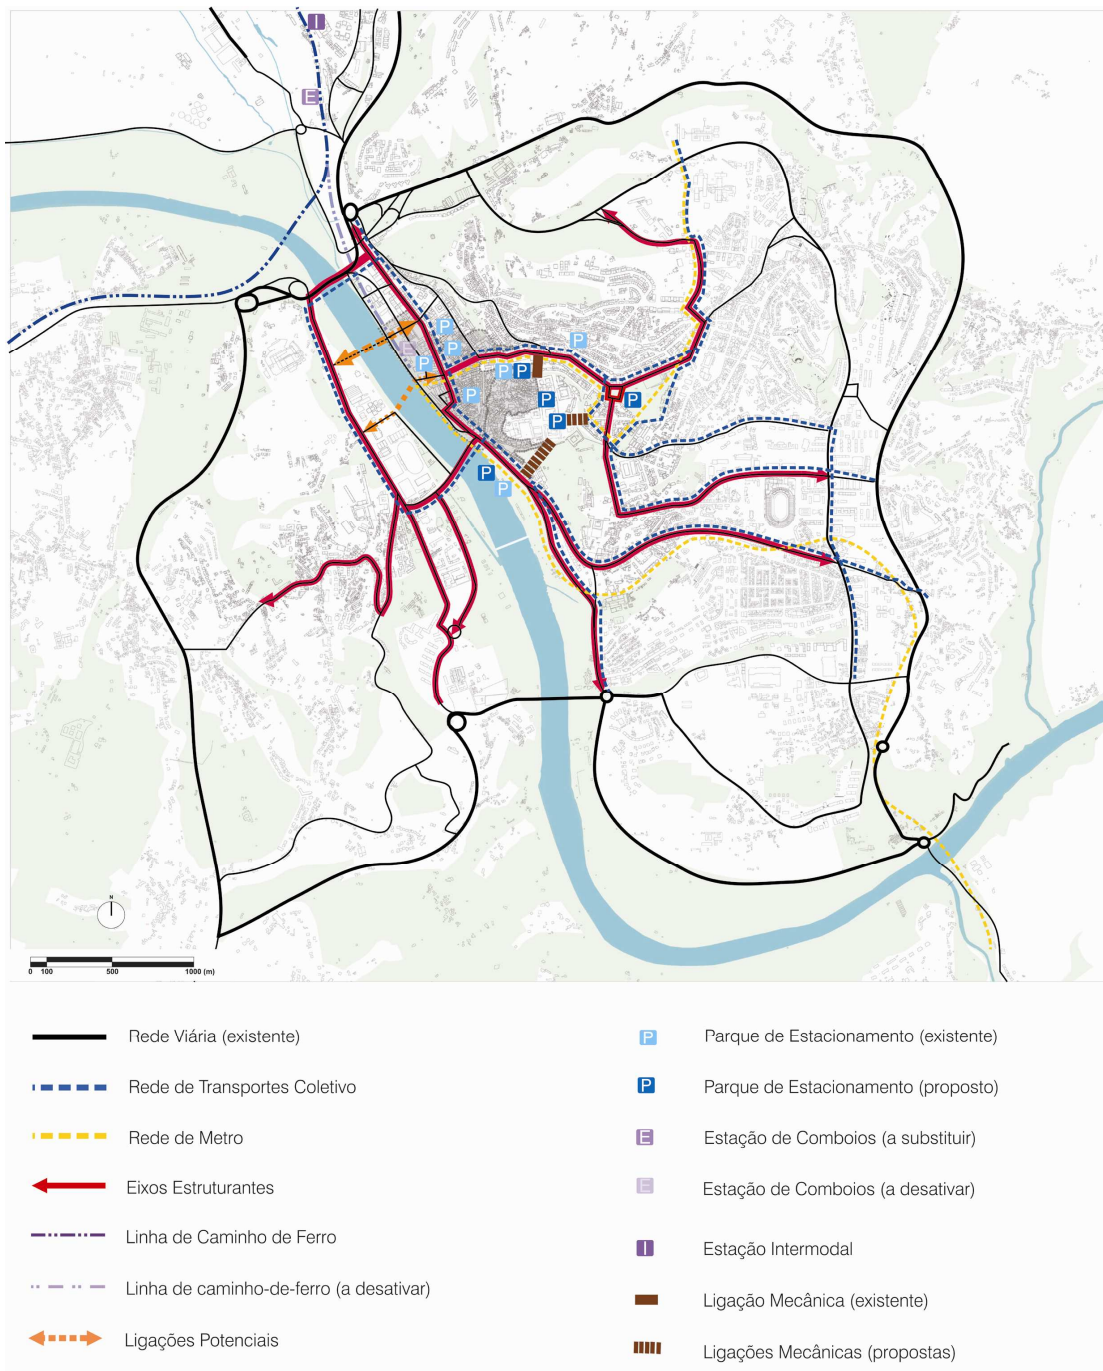 I
E
P
P
P
P
P
P
P
P
P
P
E
P
P
P
N
0 100 500 1000 (m)
Rede Viária (existente)
Rede de Transportes Coletivo
Rede de Metro
Eixos Estruturantes
Linha de Caminho de Ferro
Linha de caminho-de-ferro (a desativar)
Ligações Potenciais
P Parque de Estacionamento (existente)
P Parque de Estacionamento (proposto)
E Estação de Comboios (a substituir)
E Estação de Comboios (a desativar)
I Estação Intermodal
Ligação Mecânica (existente)
Ligações Mecânicas (propostas)